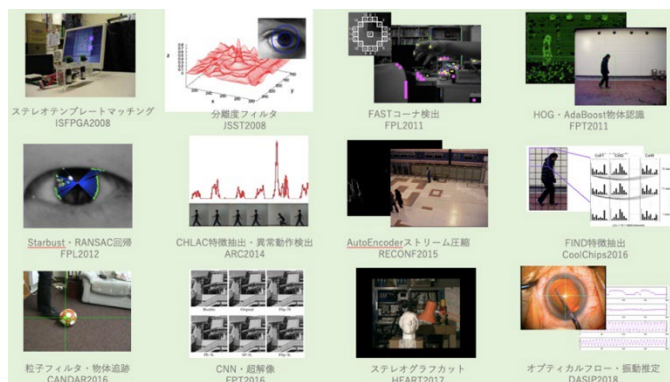 ステレオテンプレートマッチング
ISFPGA2008
分離度フィルタ
JSST2008
FASTコーナ検出
FPL2011
HOG・AdaBoost物体認識
FPT2011
Starbust・RANSAC回帰
FPL2012
CHLAC特徴抽出・異常動作検出
ARC2014
AutoEncoderストリーム圧縮
RECONF2015
FIND特徴抽出
CoolChips2016
粒子フィルタ・物体追跡
CANDAR2016
CNN・超解像
FPT2016
ステレオグラフカット
HEART2017
オプティカルフロー・振動推定
DASIP2018